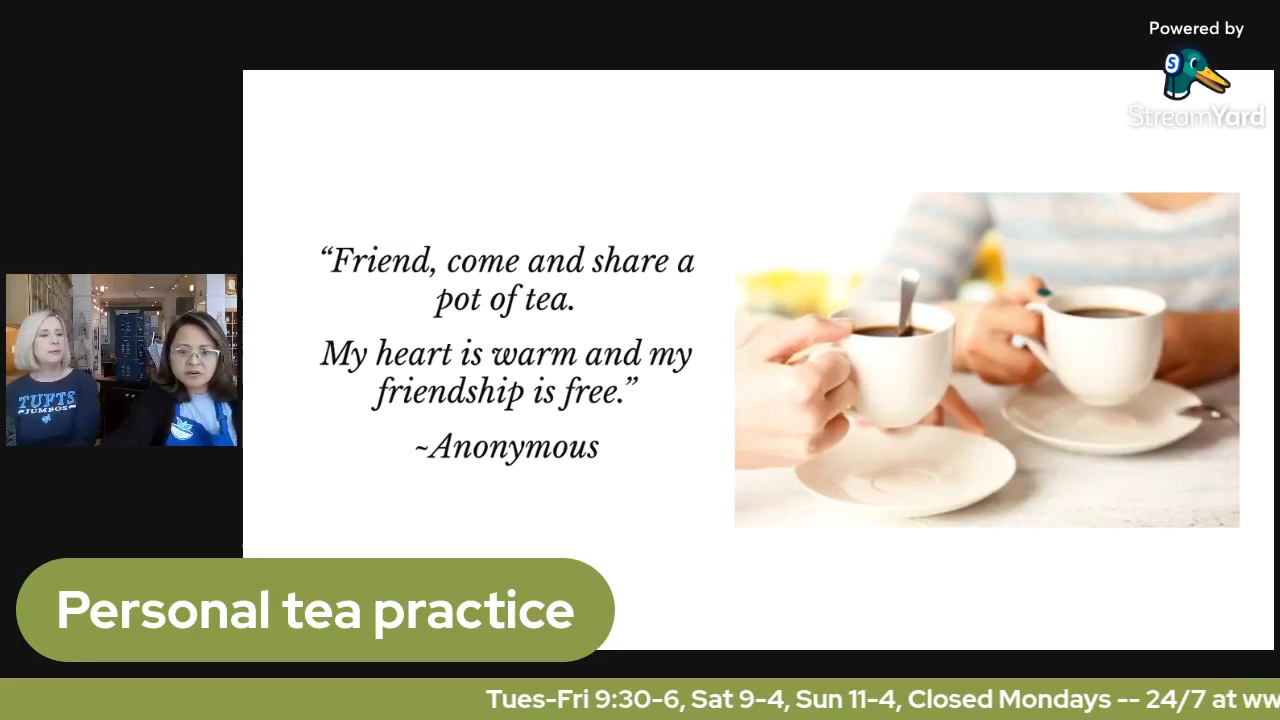 Powered by
StreamYard
“Friend, come and share a
pot of tea.
My heart is warm and my
friendship is free.”
~Anonymous
TUFTS
JUMBOS
Personal tea practice
Tues-Fri 9:30-6, Sat 9-4, Sun 11-4, Closed Mondays -- 24/7 at ww